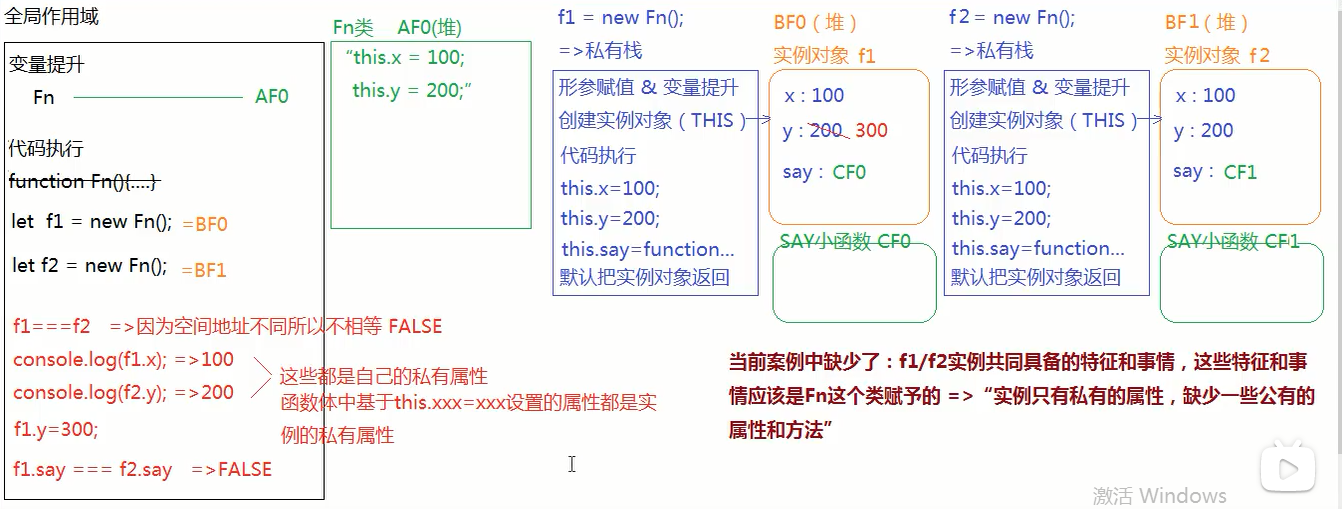 全局作用域
变量提升
Fn
AF0
代码执行
function Fn(){....}
let f1 = new Fn(); =BF0
let f2 = new Fn(); =BF1
f1===f2 =>因为空间地址不同所以不相等 FALSE
console.log(f1.x); =>100
console.log(f2.y); =>200
这些都是自己的私有属性
函数体中基于this.xxx=xxx设置的属性都是实
例的私有属性
f1.y=300;
f1.say === f2.say =>FALSE
Fn类 AF0(堆)
“this.x = 100;
this.y = 200;”
f1 = new Fn();
=>私有栈
形参赋值 & 变量提升
创建实例对象（THIS）
代码执行
this.x=100;
this.y=200;
this.say=function...
默认把实例对象返回
BF0（堆）
实例对象 f1
x : 100
y : 200 300
say : CF0
SAY小函数 CF0
f2 = new Fn();
=>私有栈
形参赋值 & 变量提升
创建实例对象（THIS）
代码执行
this.x=100;
this.y=200;
this.say=function...
默认把实例对象返回
BF1（堆）
实例对象 f2
x : 100
y : 200
say : CF1
SAY小函数 CF1
当前案例中缺少了：f1/f2实例共同具备的特征和事情，这些特征和事
情应该是Fn这个类赋予的 =>“实例只有私有的属性，缺少一些公有的
属性和方法”
激活 Windows